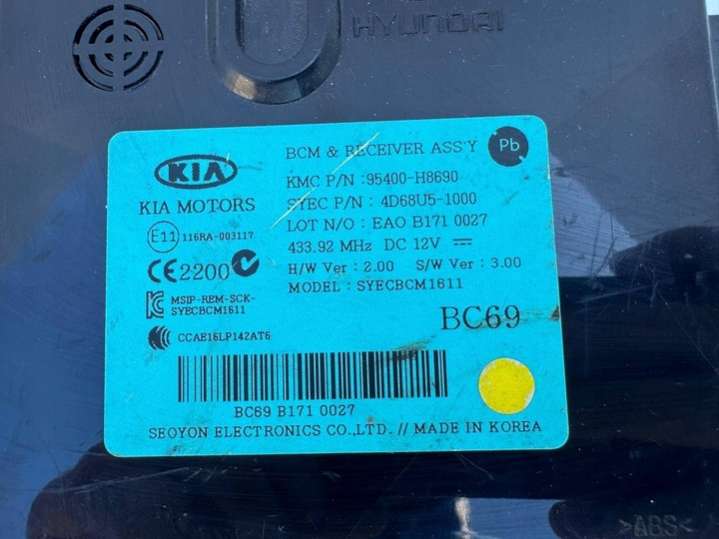 HYUNDAI
KIA
KIA MOTORS
BCM & RECEIVER ASS'Y
Pb
KMC P/N :95400-H8690
SYEC P/N : 4D68U5-1000
LOT N/O : EAO B171 0027
433.92 MHz DC 12V
H/W Ver : 2.00 S/W Ver : 3.00
MODEL : SYECBCM1611
E11 116RA-003117
CE2200
MSIP-REM-SCK-
SYECBCM1611
CCAE16LP142AT6
BC69
BC69 B171 0027
SEOYON ELECTRONICS CO.,LTD. // MADE IN KOREA
>ABS<